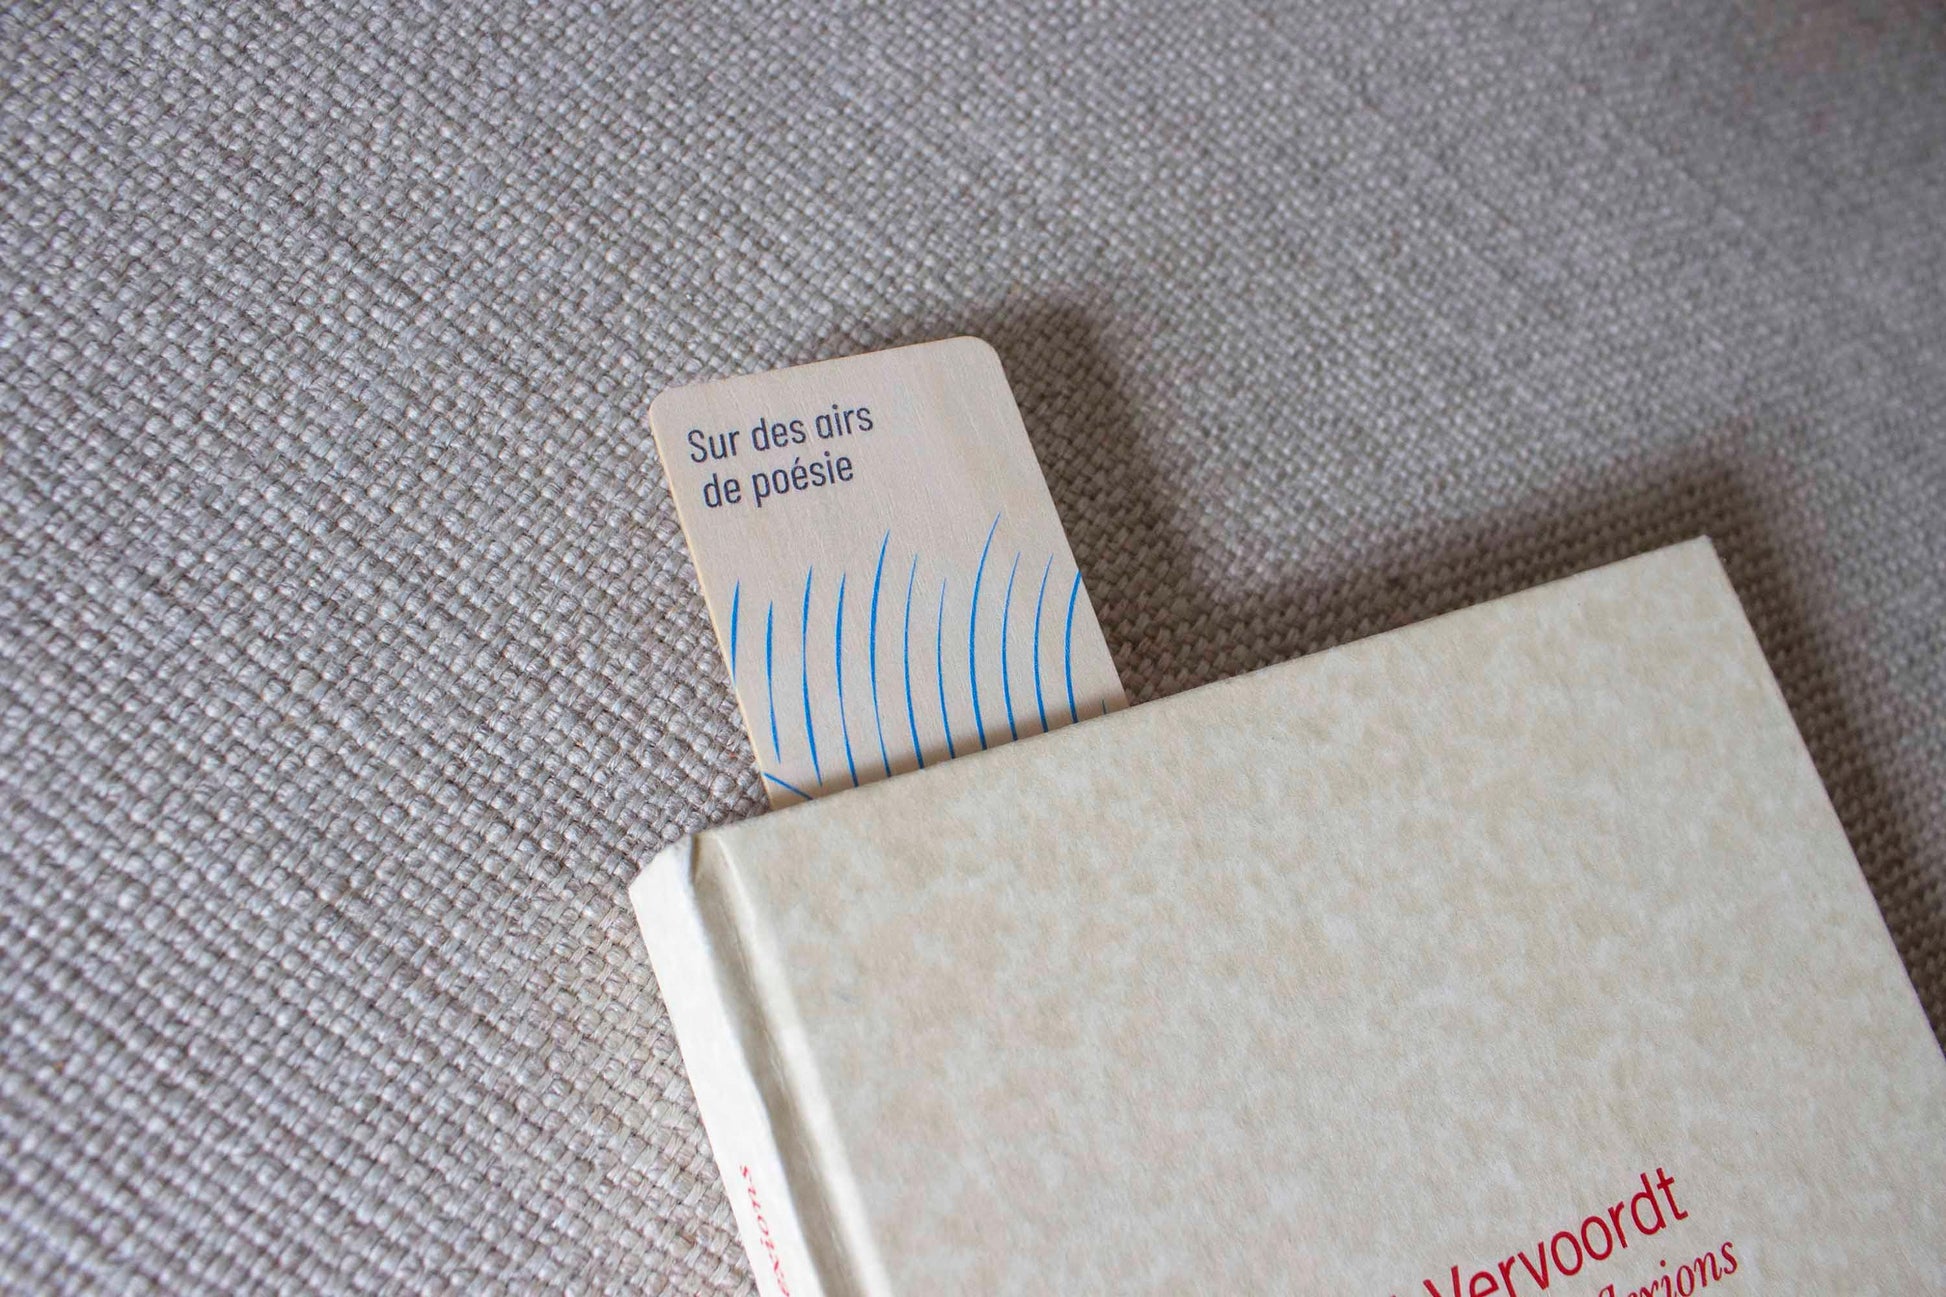 Sur des airs
de poésie
Vervoordt